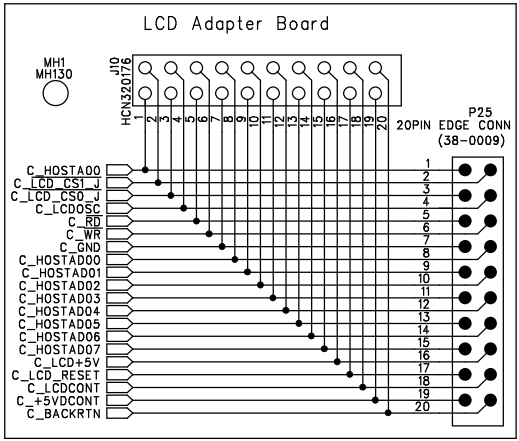 LCD Adapter Board
MH1
MH130
J10
HCN320176
1 2 3 4 5 6 7 8 9 10 11 12 13 14 15 16 17 18 19 20
P25
20PIN EDGE CONN
(38-0009)
C_HOSTA00 1
C_LCD_CS1_J 2
C_LCD_CS0_J 3
C_LCDOSC 4
C_RD 5
C_WR 6
C_GND 7
C_HOSTAD00 8
C_HOSTAD01 9
C_HOSTAD02 10
C_HOSTAD03 11
C_HOSTAD04 12
C_HOSTAD05 13
C_HOSTAD06 14
C_HOSTAD07 15
C_LCD+5V 16
C_LCD_RESET 17
C_LCDCONT 18
C_+5VDCONT 19
C_BACKRTN 20